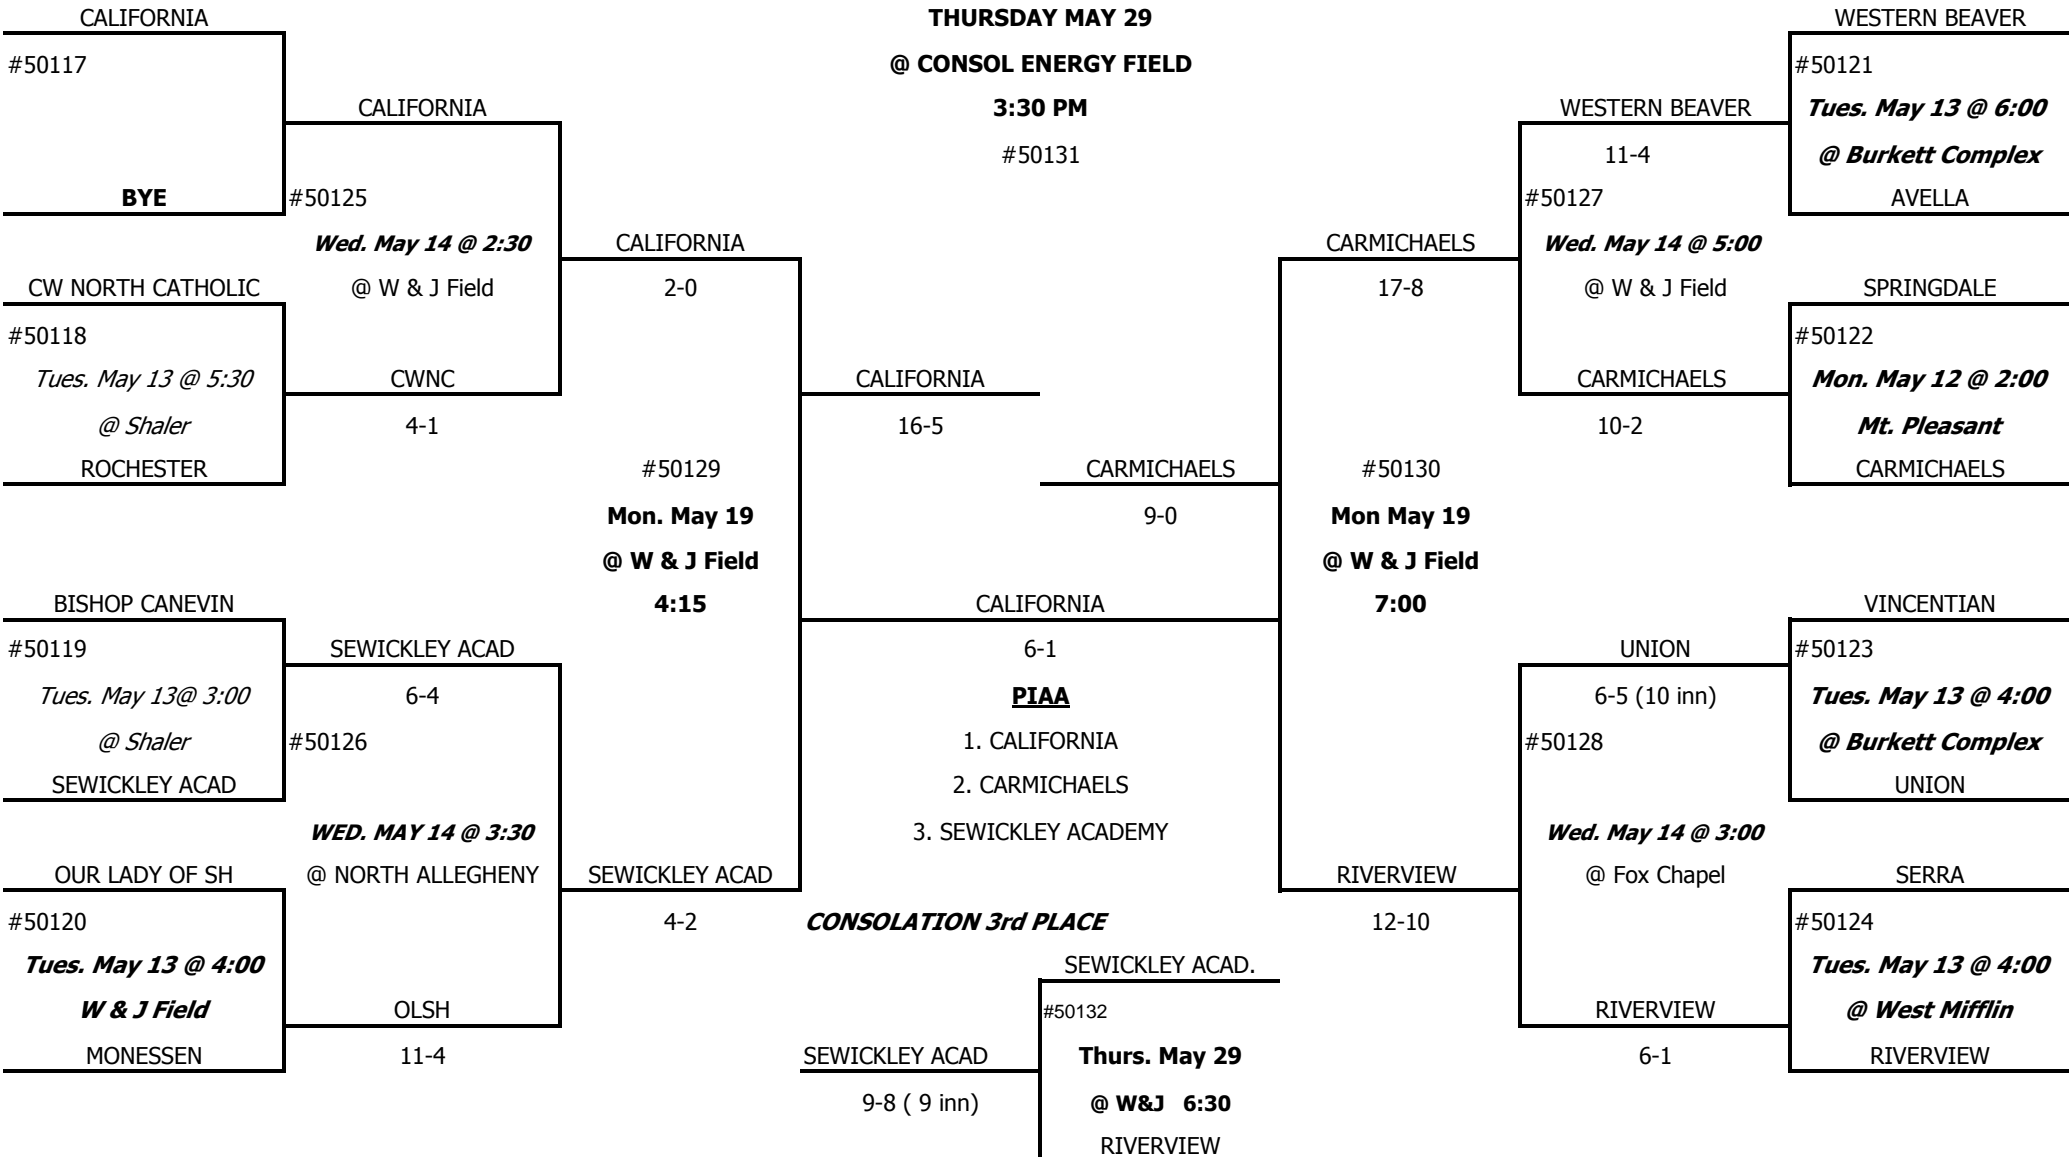 CALIFORNIA
THURSDAY MAY 29
WESTERN BEAVER
#50117
@ CONSOL ENERGY FIELD
#50121
CALIFORNIA
3:30 PM
WESTERN BEAVER
Tues. May 13 @ 6:00
#50131
11-4
@ Burkett Complex
BYE
#50125
#50127
AVELLA
Wed. May 14 @ 2:30
CALIFORNIA
CARMICHAELS
Wed. May 14 @ 5:00
CW NORTH CATHOLIC
@ W & J Field
2-0
17-8
@ W & J Field
SPRINGDALE
#50118
#50122
Tues. May 13 @ 5:30
CWNC
CALIFORNIA
CARMICHAELS
Mon. May 12 @ 2:00
@ Shaler
4-1
16-5
10-2
Mt. Pleasant
ROCHESTER
#50129
CARMICHAELS
#50130
CARMICHAELS
Mon. May 19
9-0
Mon May 19
@ W & J Field
@ W & J Field
BISHOP CANEVIN
4:15
CALIFORNIA
7:00
VINCENTIAN
#50119
SEWICKLEY ACAD
6-1
UNION
#50123
Tues. May 13@ 3:00
6-4
PIAA
6-5 (10 inn)
Tues. May 13 @ 4:00
@ Shaler
#50126
1. CALIFORNIA
#50128
@ Burkett Complex
SEWICKLEY ACAD
2. CARMICHAELS
UNION
WED. MAY 14 @ 3:30
3. SEWICKLEY ACADEMY
Wed. May 14 @ 3:00
OUR LADY OF SH
@ NORTH ALLEGHENY
SEWICKLEY ACAD
RIVERVIEW
@ Fox Chapel
SERRA
#50120
4-2
CONSOLATION 3rd PLACE
12-10
#50124
Tues. May 13 @ 4:00
SEWICKLEY ACAD.
Tues. May 13 @ 4:00
W & J Field
OLSH
#50132
RIVERVIEW
@ West Mifflin
MONESSEN
11-4
SEWICKLEY ACAD
Thurs. May 29
6-1
RIVERVIEW
9-8 ( 9 inn)
@ W&J 6:30
RIVERVIEW